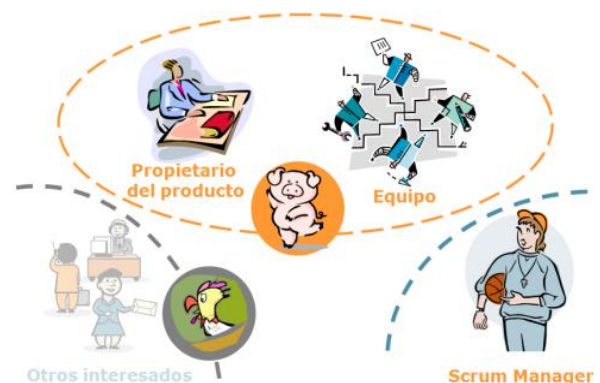 Propietario
del producto
Equipo
Otros interesados
Scrum Manager